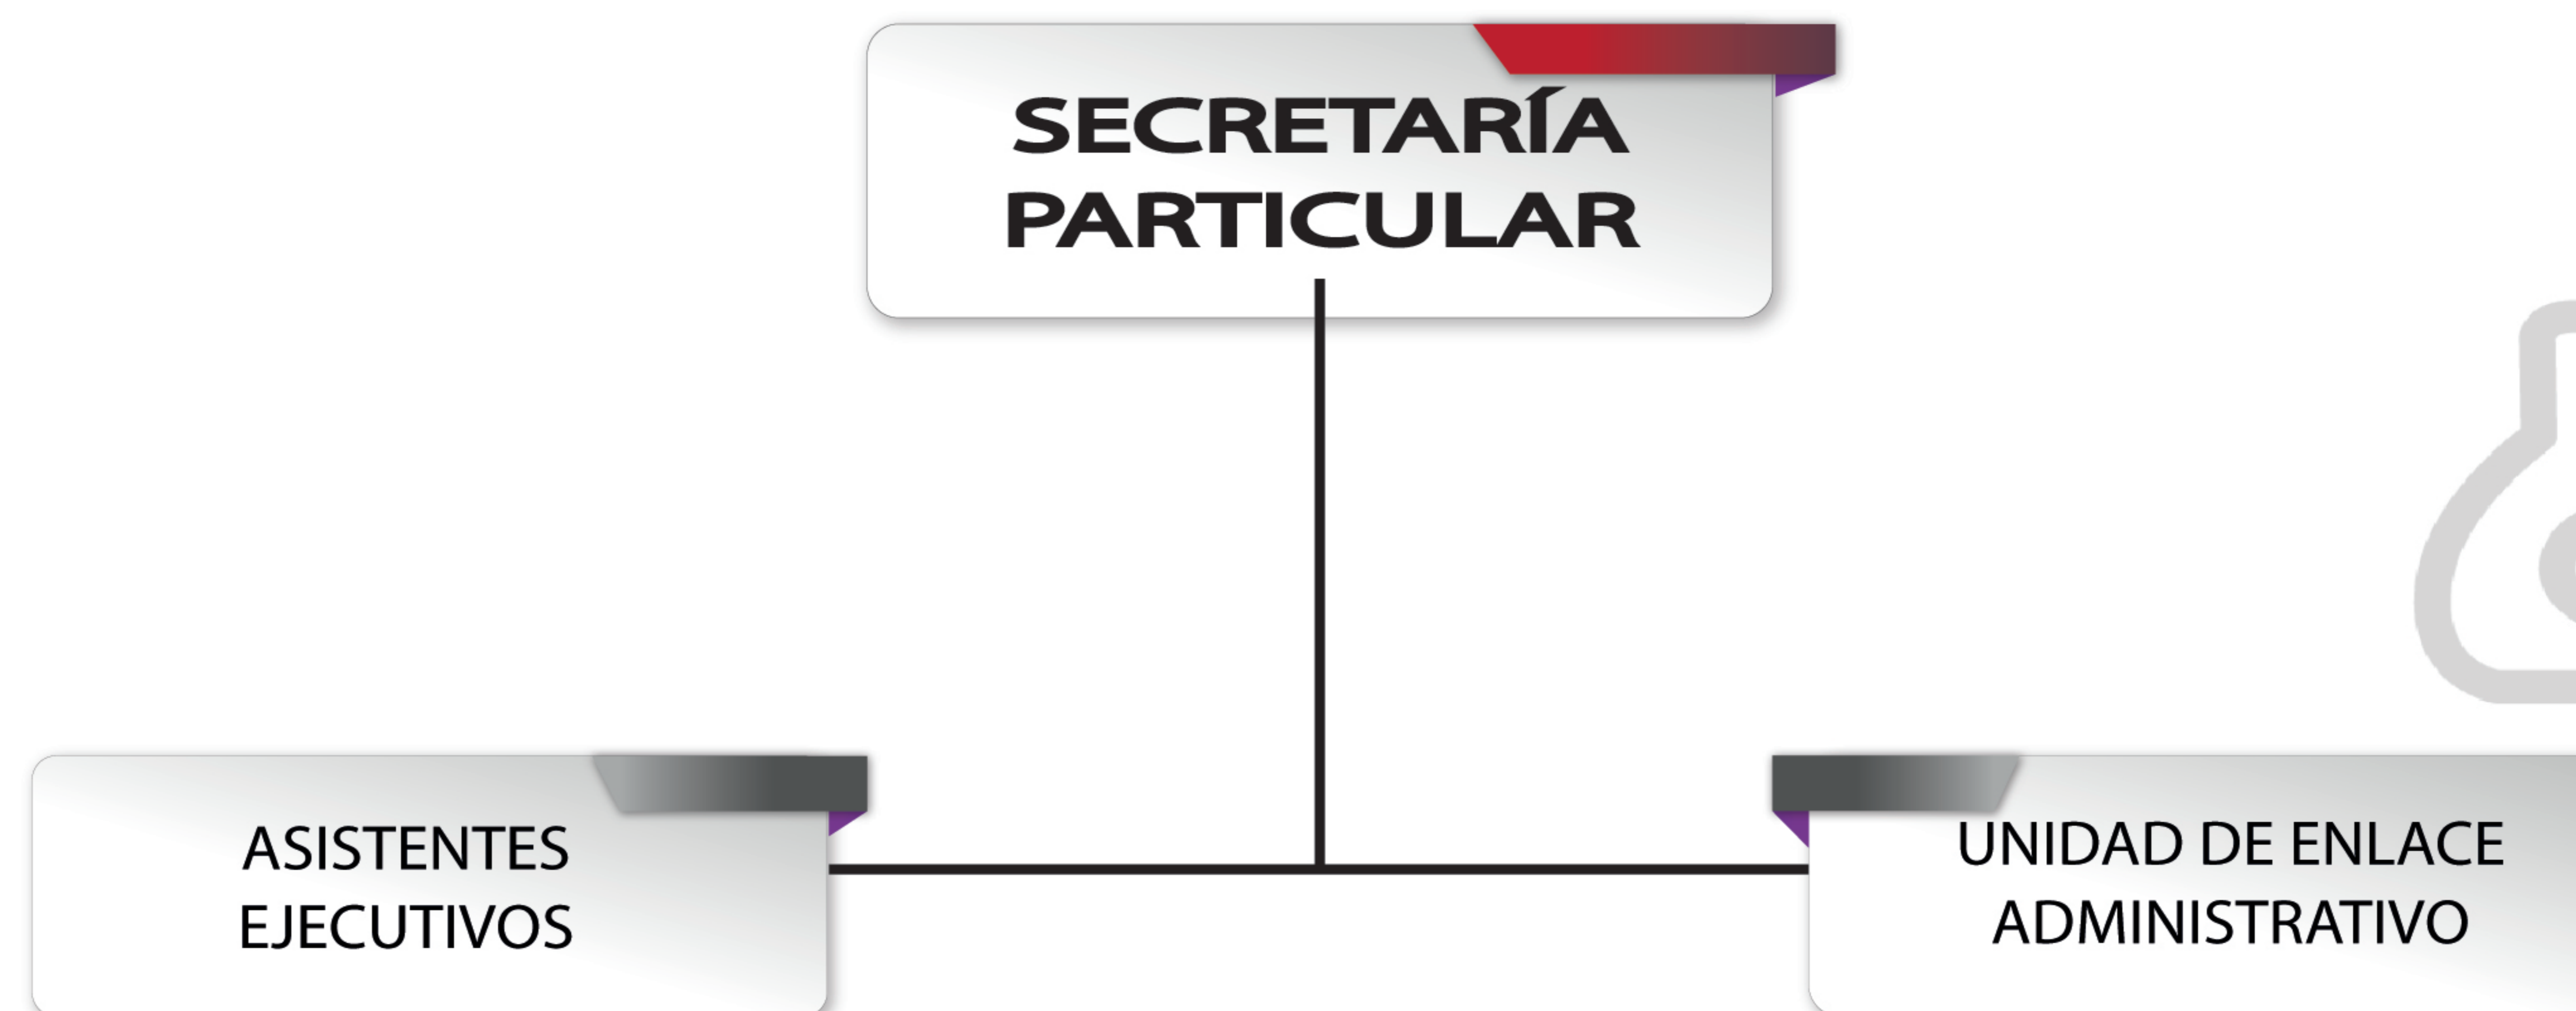 SECRETARÍA
PARTICULAR
ASISTENTES
EJECUTIVOS
UNIDAD DE ENLACE
ADMINISTRATIVO